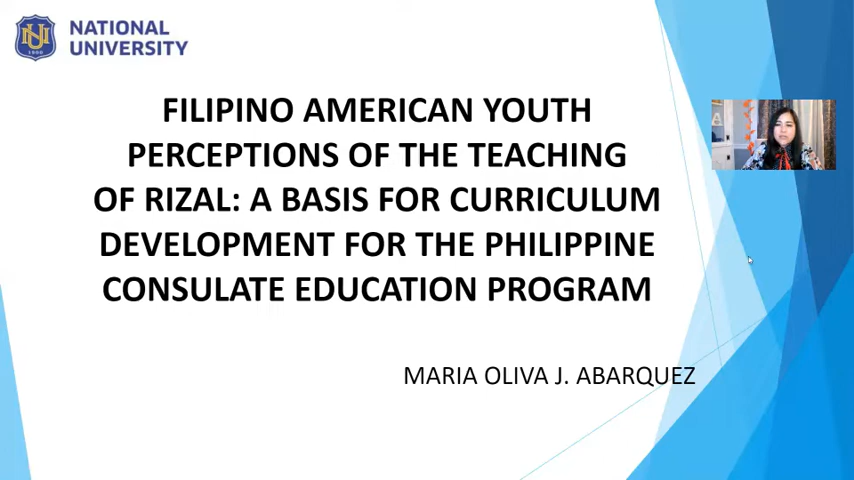 NATIONAL
UNIVERSITY
FILIPINO AMERICAN YOUTH
PERCEPTIONS OF THE TEACHING
OF RIZAL: A BASIS FOR CURRICULUM
DEVELOPMENT FOR THE PHILIPPINE
CONSULATE EDUCATION PROGRAM
MARIA OLIVA J. ABARQUEZ